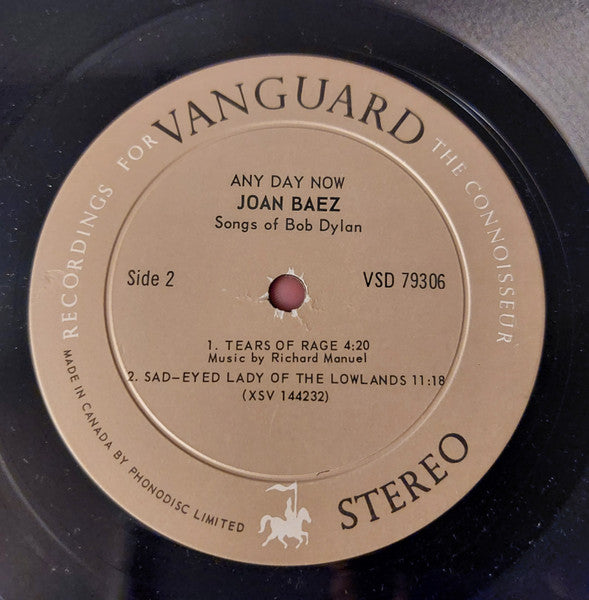 RECORDINGS FOR VANGUARD THE CONNOISSEUR
ANY DAY NOW
JOAN BAEZ
Songs of Bob Dylan
Side 2 VSD 79306
1. TEARS OF RAGE 4:20
Music by Richard Manuel
2. SAD-EYED LADY OF THE LOWLANDS 11:18
(XSV 144232)
MADE IN CANADA BY PHONODISC LIMITED
STEREO